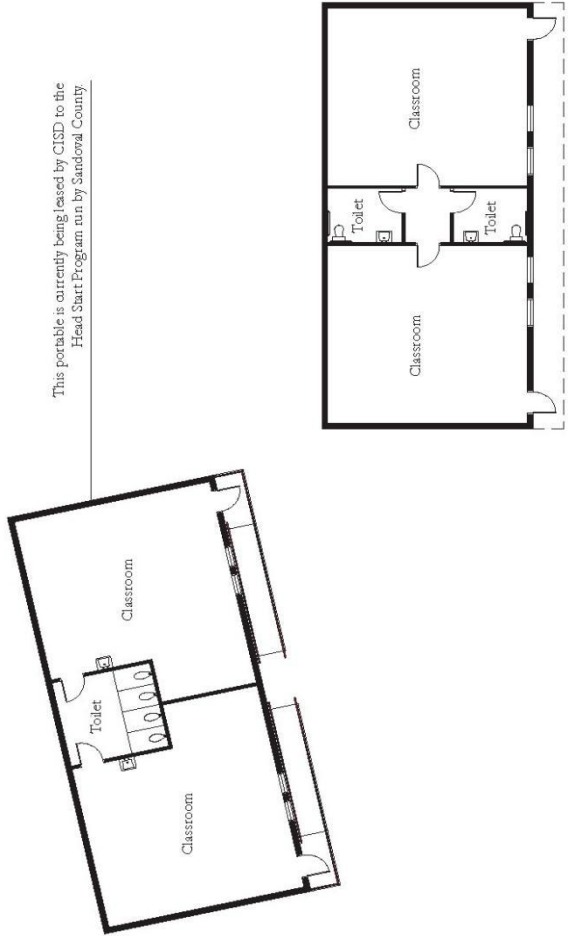 This portable is currently being leased by CISD to the
Head Start Program run by Sandoval County.
Classroom
Toilet
Classroom
Classroom
Toilet
Toilet
Classroom